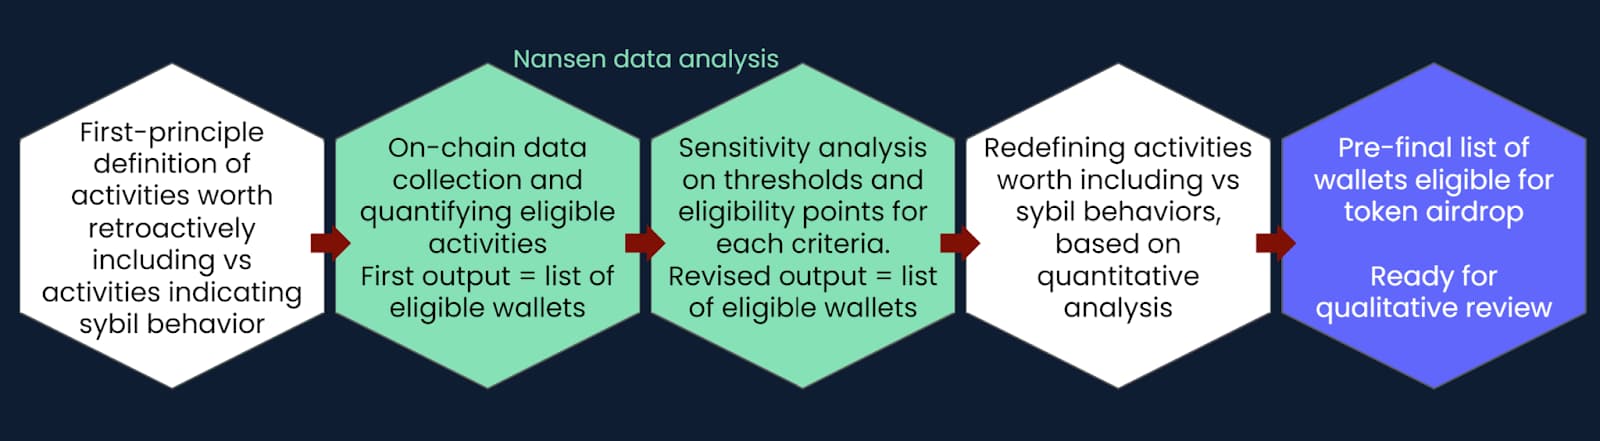 Nansen data analysis
First-principle
definition of
activities worth
retroactively
including vs
activities indicating
sybil behavior
On-chain data
collection and
quantifying eligible
activities
First output = list of
eligible wallets
Sensitivity analysis
on thresholds and
eligibility points for
each criteria.
Revised output = list
of eligible wallets
Redefining activities
worth including vs
sybil behaviors,
based on
quantitative
analysis
Pre-final list of
wallets eligible for
token airdrop
Ready for
qualitative review